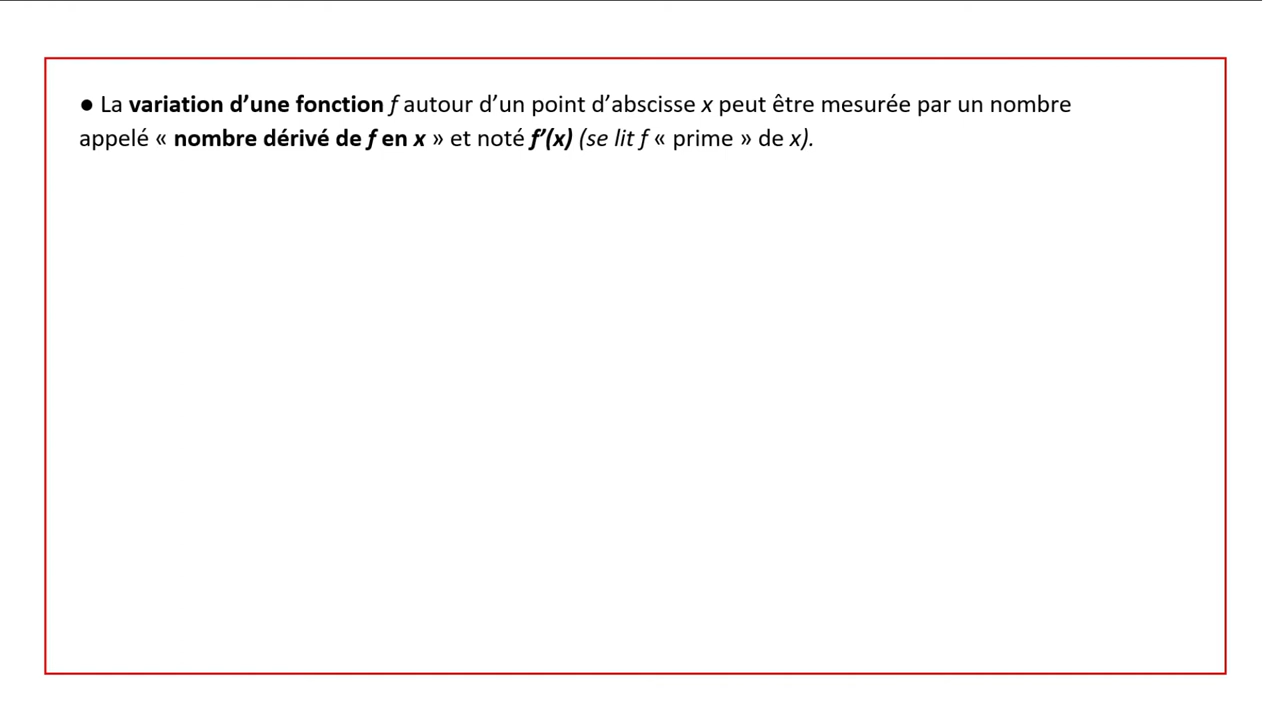 ● La variation d’une fonction f autour d’un point d’abscisse x peut être mesurée par un nombre
appelé « nombre dérivé de f en x » et noté f’(x) (se lit f « prime » de x).